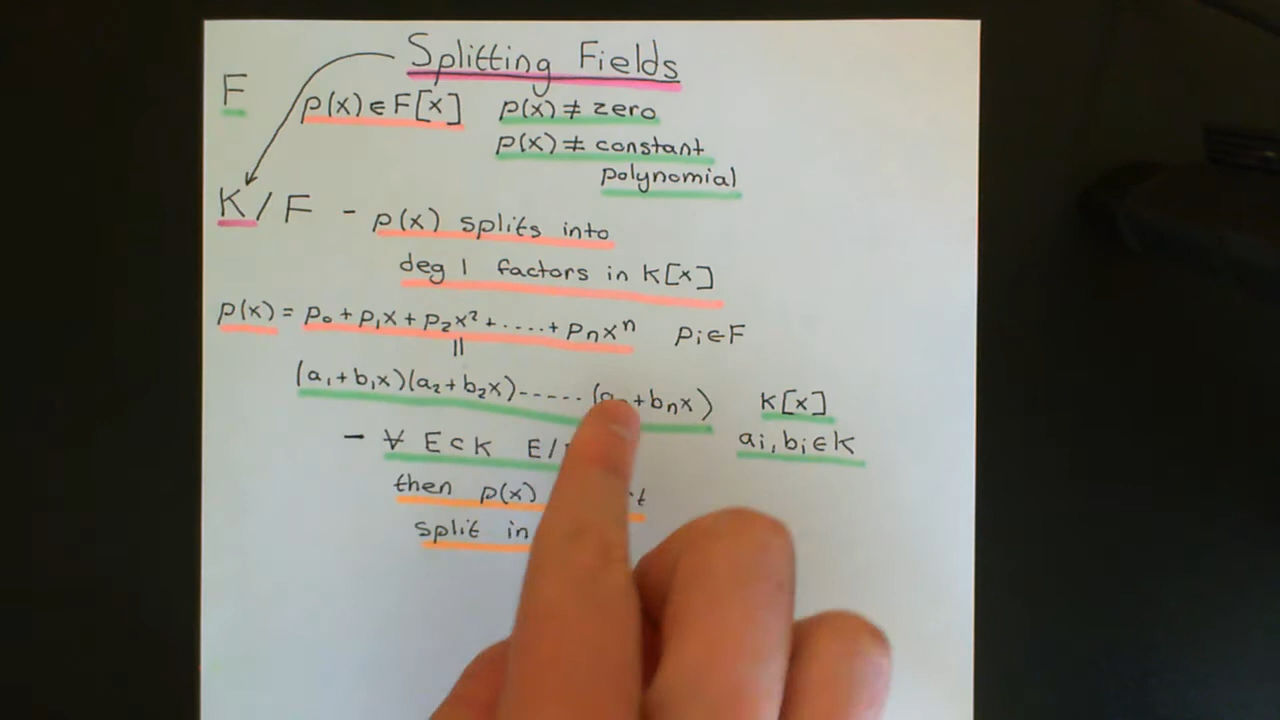 Splitting Fields
F
p(x) ∈ F[x] p(x) ≠ zero
p(x) ≠ constant
polynomial
K / F - p(x) splits into
deg 1 factors in K[x]
p(x) = p₀ + p₁x + p₂x² + ..... + pₙxⁿ pᵢ ∈ F
||
(a₁ + b₁x)(a₂ + b₂x) ..... ( + bₙx) K[x]
- ∀ E ⊂ K E / aᵢ, bᵢ ∈ K
then p(x)
split in